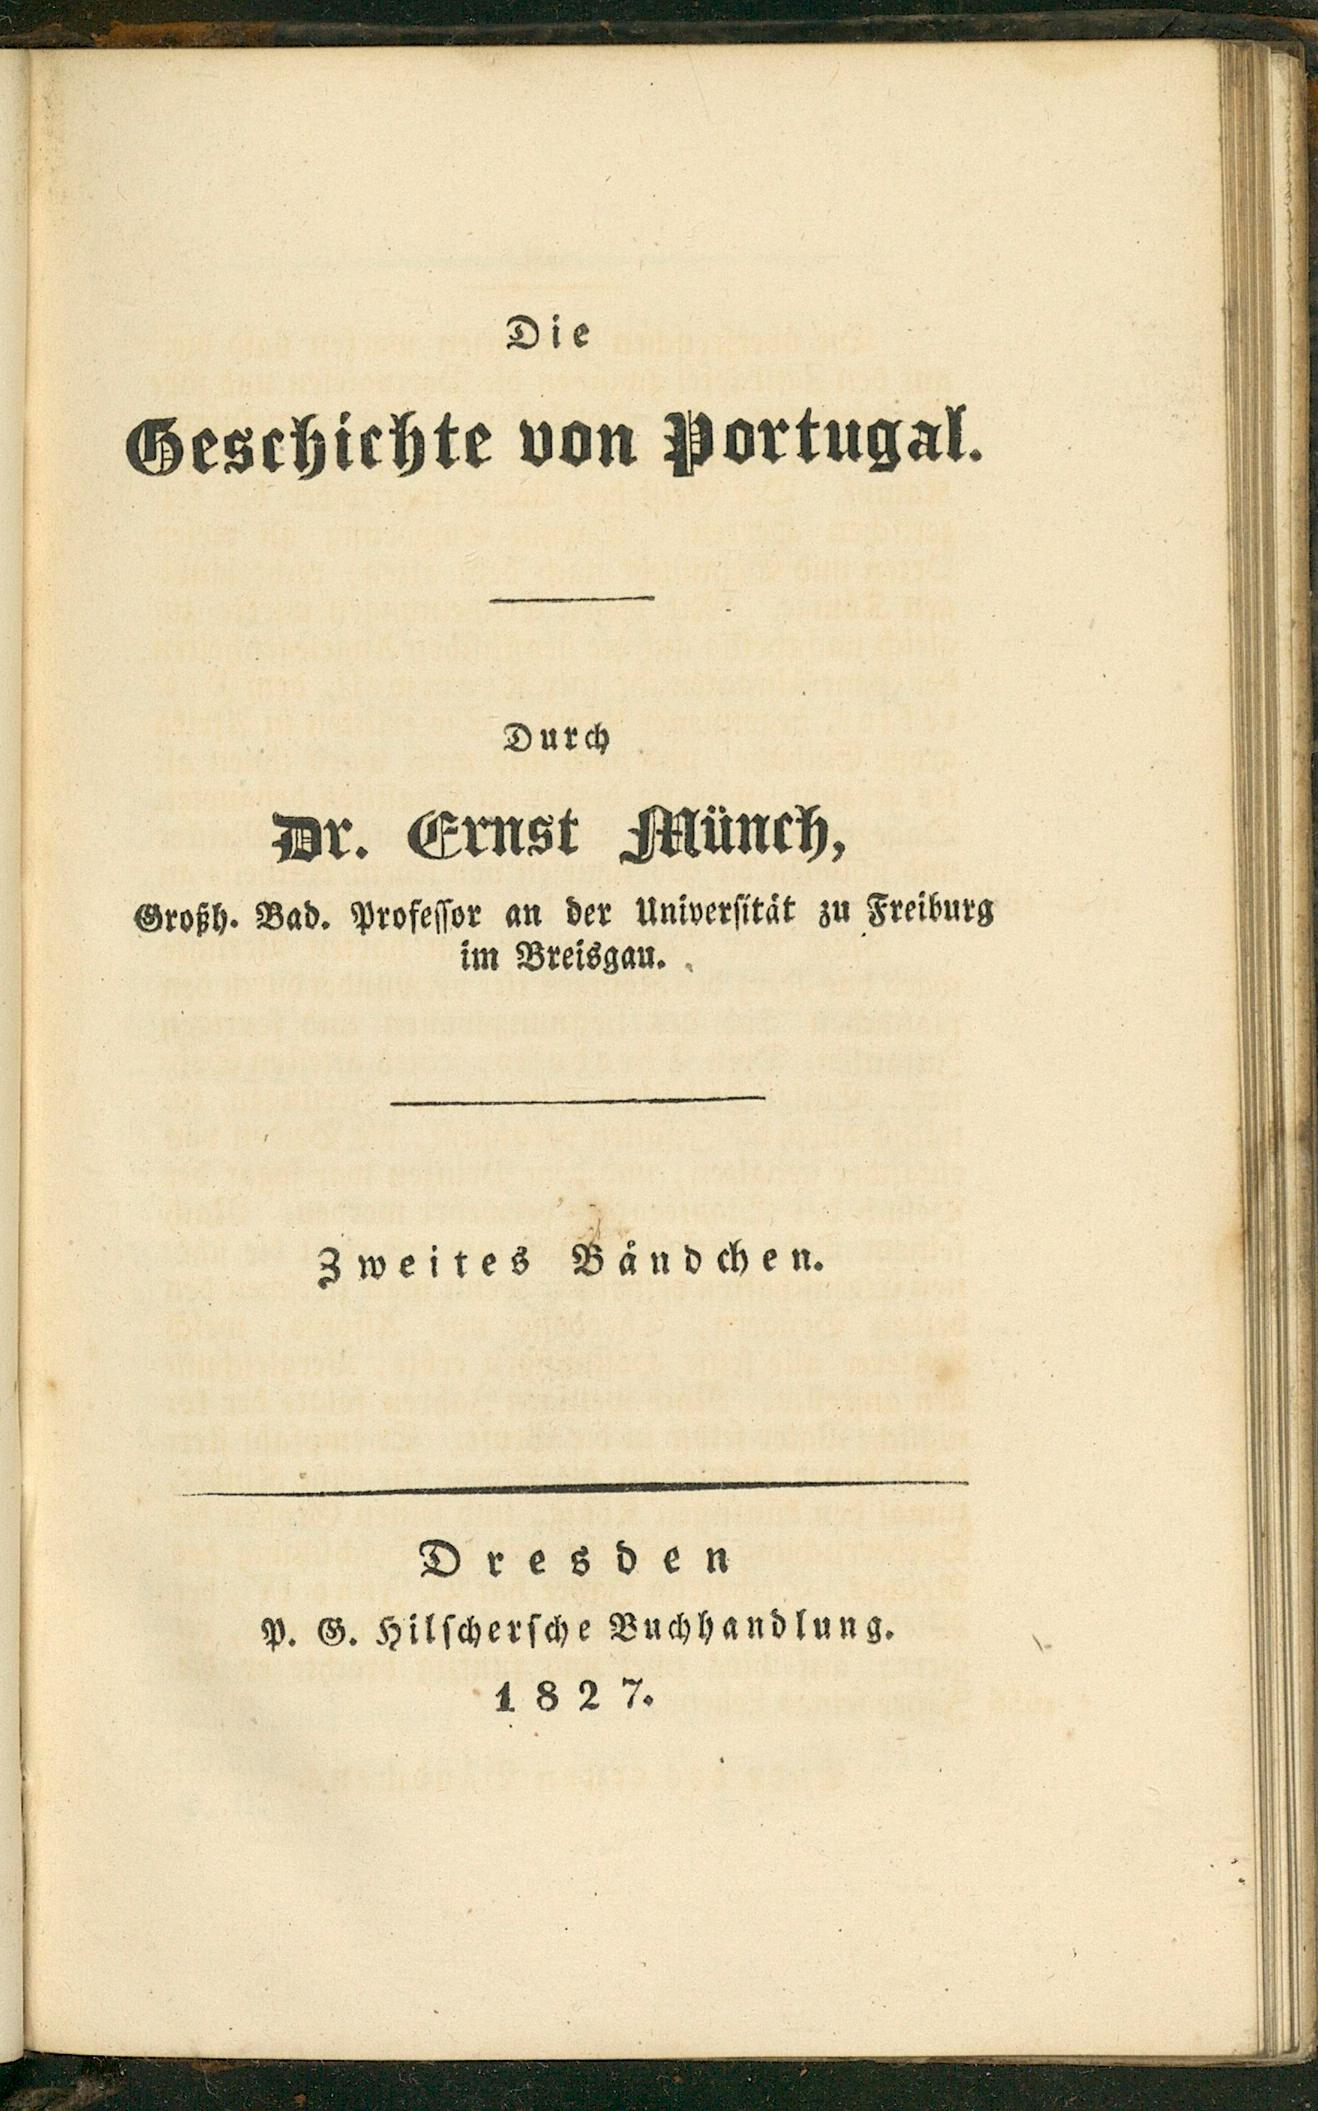 Die
Geschichte von Portugal.
Durch
Dr. Ernst Münch,
Großh. Bad. Professor an der Universität zu Freiburg
im Breisgau.
Zweites Bändchen.
Dresden
P. G. Hilschersche Buchhandlung.
1827.